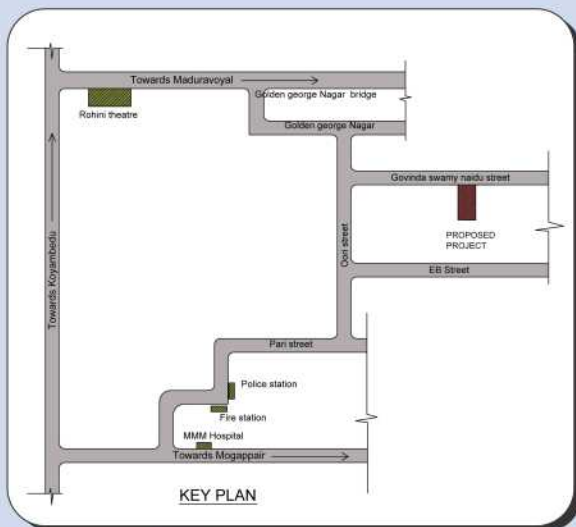 Towards Maduravoyal
Golden george Nagar bridge
Rohini theatre
Golden george Nagar
Govinda swamy naidu street
Towards Koyambedu
Oori street
PROPOSED
PROJECT
EB Street
Pari street
Police station
Fire station
MMM Hospital
Towards Mogappair
KEY PLAN